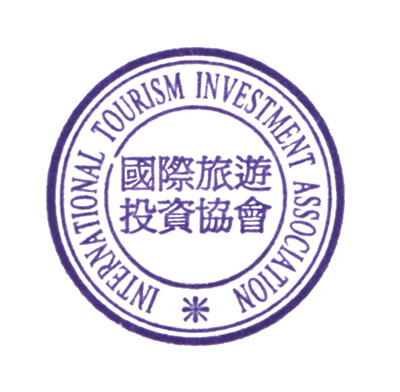 INTERNATIONAL TOURISM INVESTMENT ASSOCIATION
國際旅遊
投資協會